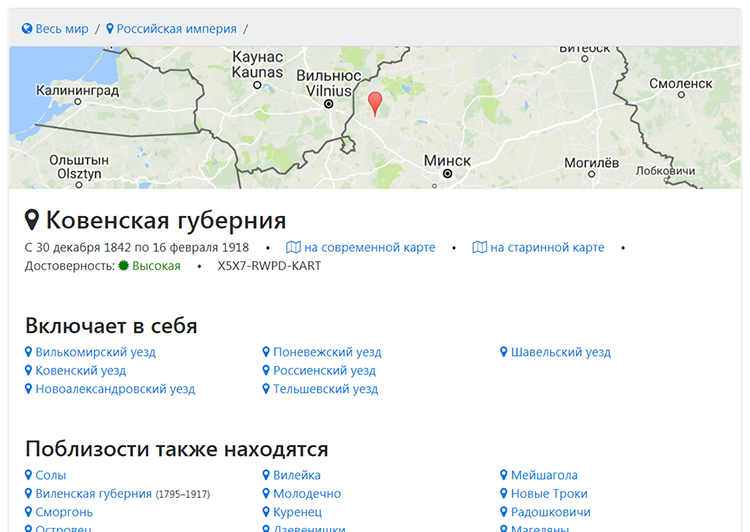 Весь мир / Российская империя /
Витебск
Каунас
Kaunas
Вильнюс
Vilnius
Смоленск
Калининград
Ольштын
Olsztyn
Минск
Могилёв
Лобковичи
Ковенская губерния
С 30 декабря 1842 по 16 февраля 1918 • на современной карте • на старинной карте •
Достоверность: Высокая • X5X7-RWPD-KART
Включает в себя
Вилькомирский уезд Поневежский уезд Шавельский уезд
Ковенский уезд Россиенский уезд
Новоалександровский уезд Тельшевский уезд
Поблизости также находятся
Солы Вилейка Мейшагола
Виленская губерния (1795–1917) Молодечно Новые Троки
Сморгонь Куренец Радошковичи
Островец Дзевенишки Магеляны